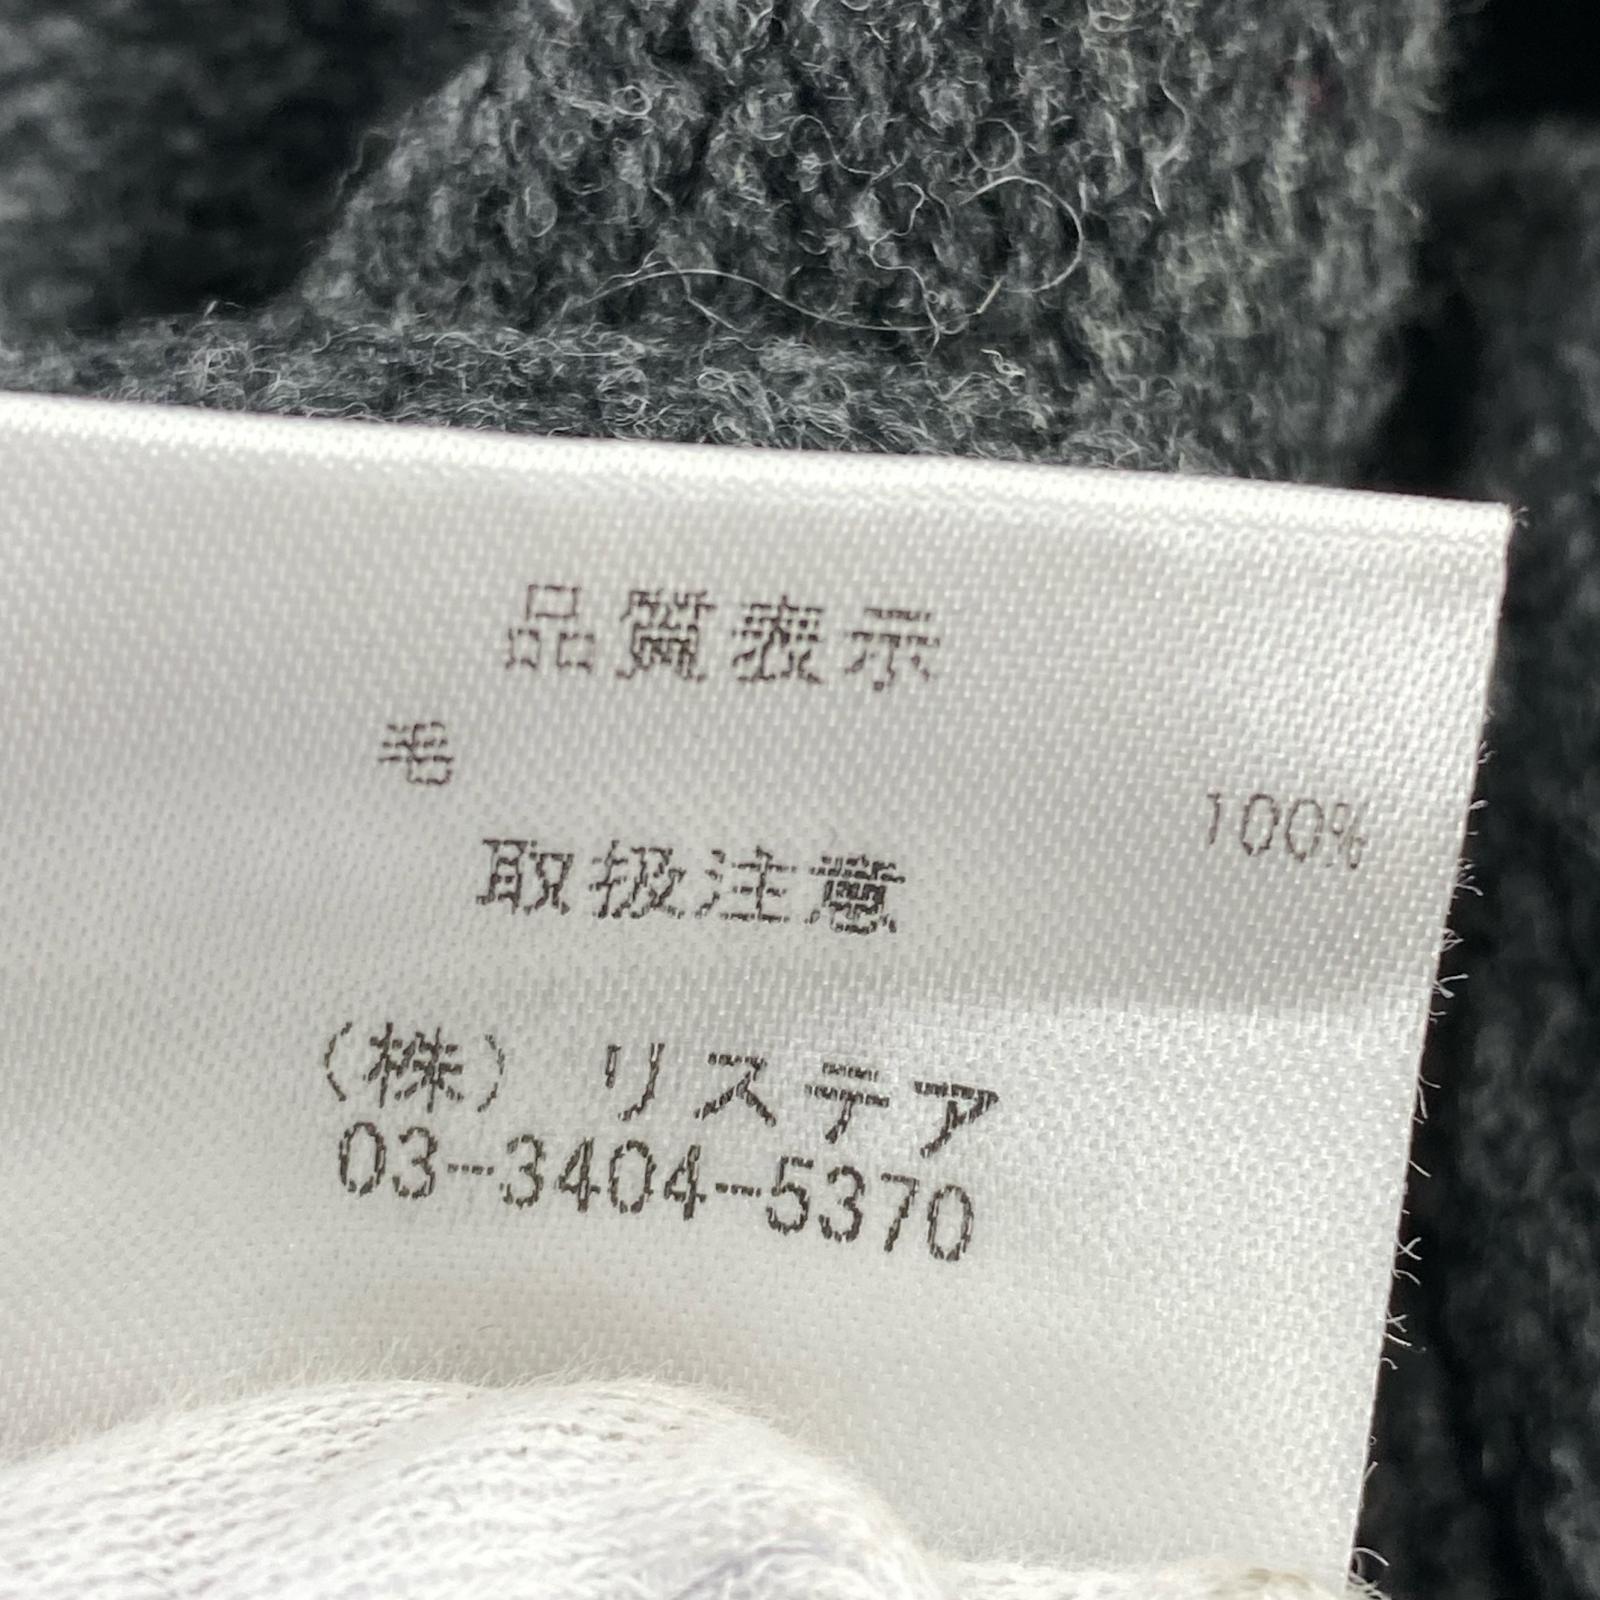 品質表示
毛 100%
取扱注意
(株) リステア
03-3404-5370